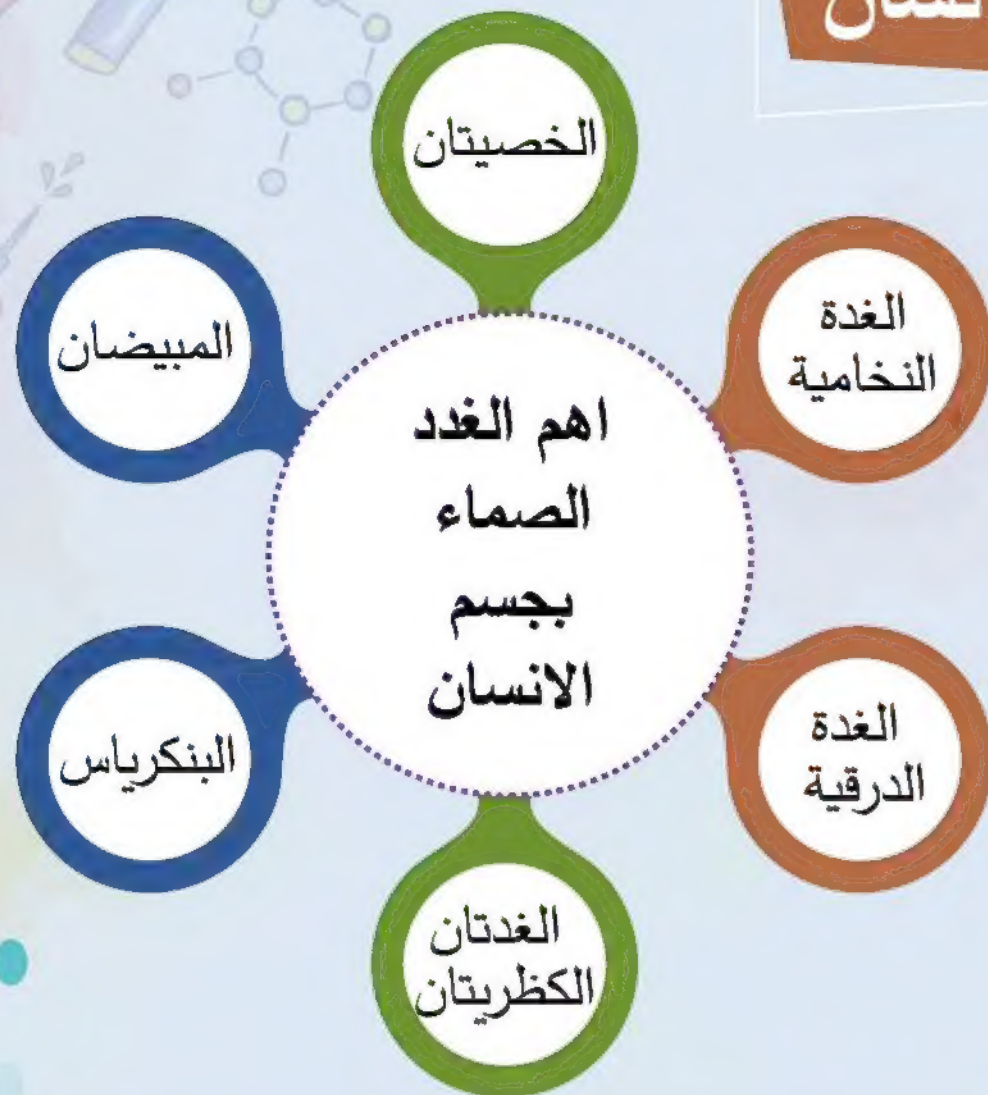 اهم الغدد
الصماء
بجسم
الانسان
الخصيتان
الغدة
النخامية
الغدة
الدرقية
الغدتان
الكظريتان
البنكرياس
المبيضان